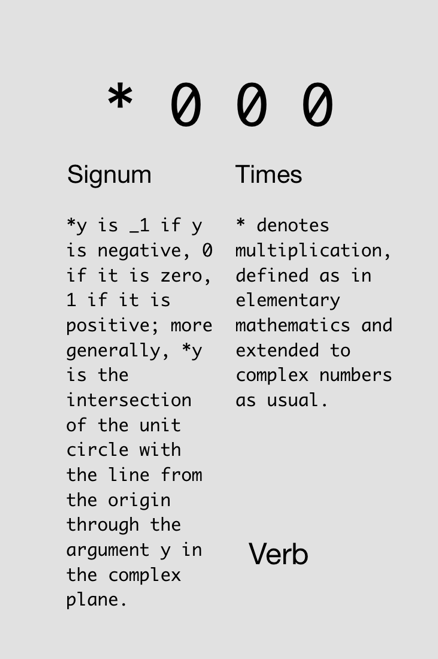 * 0 0 0
Signum
*y is _1 if y
is negative, 0
if it is zero,
1 if it is
positive; more
generally, *y
is the
intersection
of the unit
circle with
the line from
the origin
through the
argument y in
the complex
plane.
Times
* denotes
multiplication,
defined as in
elementary
mathematics and
extended to
complex numbers
as usual.
Verb